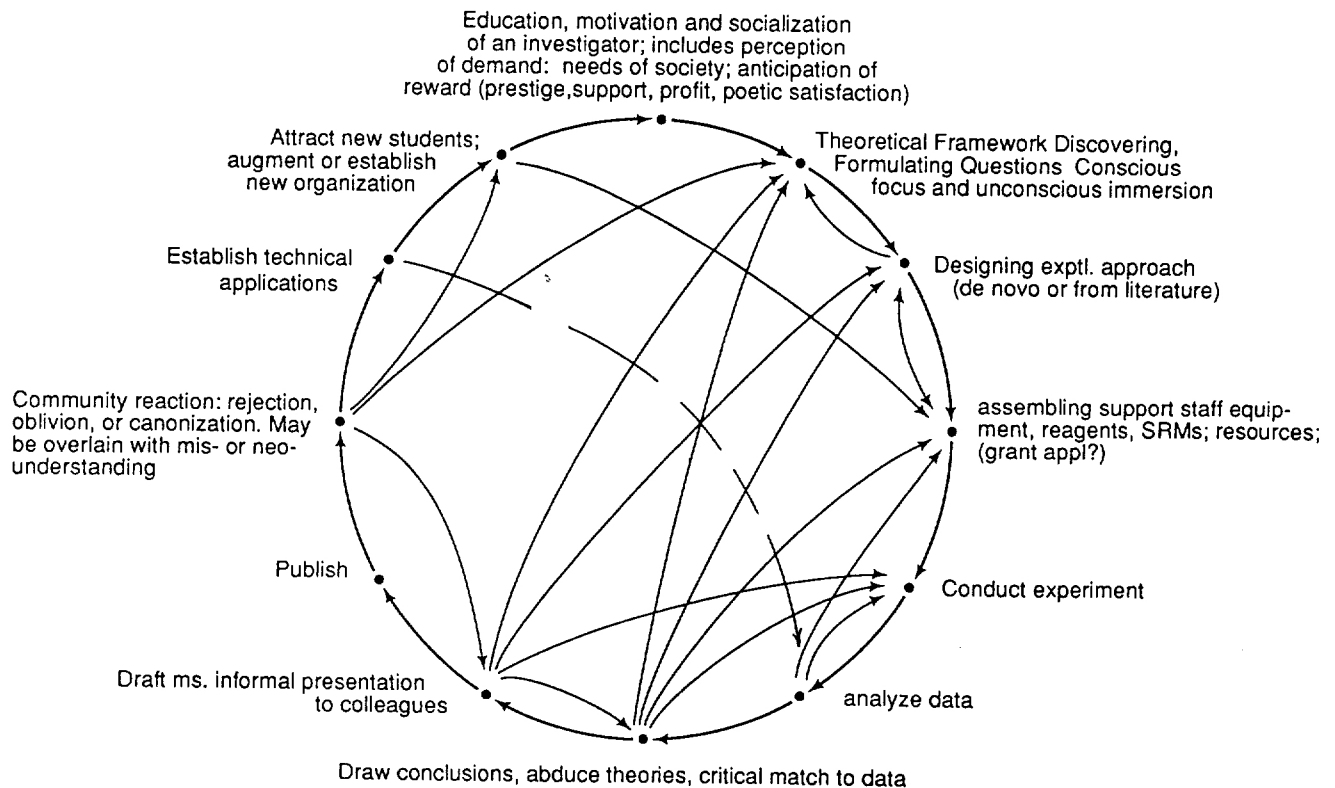 Education, motivation and socialization
of an investigator; includes perception
of demand: needs of society; anticipation of
reward (prestige,support, profit, poetic satisfaction)
Attract new students;
augment or establish
new organization
Theoretical Framework Discovering,
Formulating Questions Conscious
focus and unconscious immersion
Establish technical
applications
Designing exptl. approach
(de novo or from literature)
Community reaction: rejection,
oblivion, or canonization. May
be overlain with mis- or neo-
understanding
assembling support staff equip-
ment, reagents, SRMs; resources;
(grant appl?)
Publish
Conduct experiment
Draft ms. informal presentation
to colleagues
analyze data
Draw conclusions, abduce theories, critical match to data